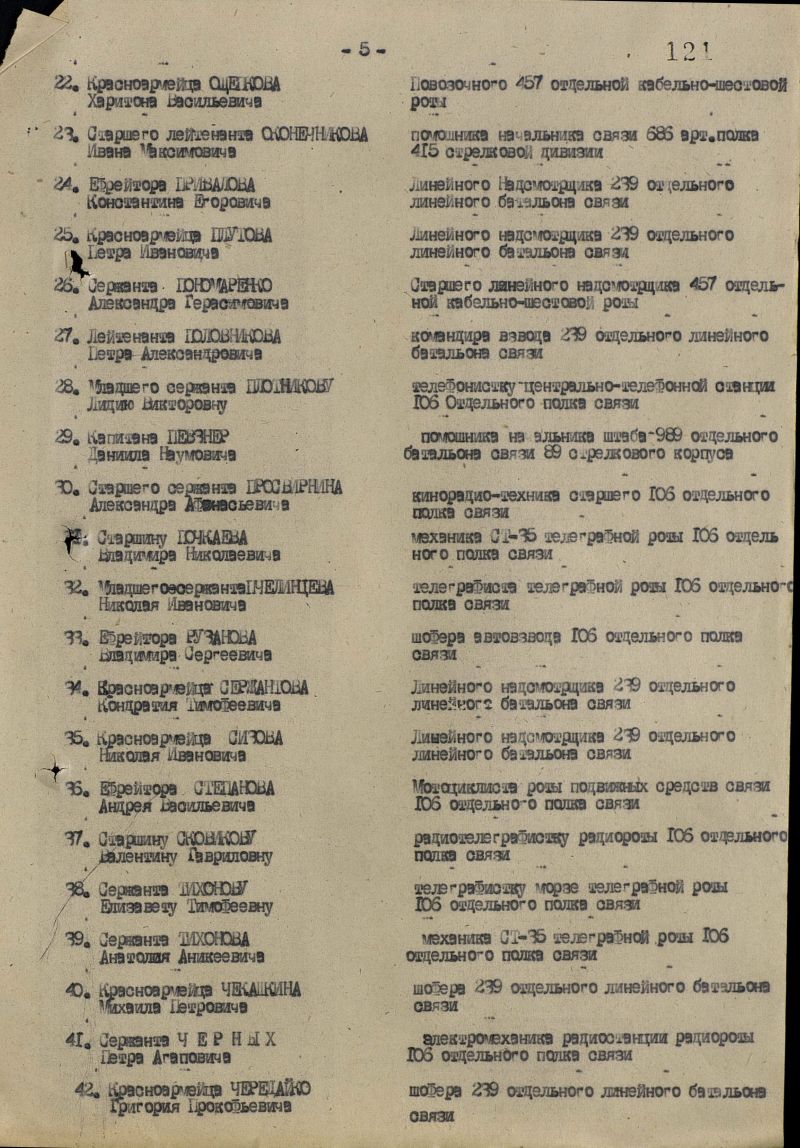 - 5 -
121
22. Красноармейца ОЩЕПКОВА
Харитона Васильевича
Повозочного 457 отдельной кабельно-шестовой
роты
23. Старшего лейтенанта ОКОНЕЧНИКОВА
Ивана Максимовича
помошника начальника связи 686 арт.полка
415 стрелковой дивизии
24. Ефрейтора ПРИВАЛОВА
Константина Егоровича
Линейного Надсмотрщика 239 отдельного
линейного батальона связи
25. Красноармейца ПЛУТОВА
Петра Ивановича
Линейного надсмотрщика 239 отдельного
линейного батальона связи
26. Сержанта ПОНОМАРЕНКО
Александра Герасимовича
Старшего линейного надсмотрщика 457 отдель-
ной кабельно-шестовой роты
27. Лейтенанта ПОЛОВНИКОВА
Петра Александровича
командира взвода 239 отдельного линейного
батальона связи
28. Младшего сержанта ПЛОТНИКОВУ
Лидию Викторовну
телефонистку центрально-телефонной станции
106 Отдельного полка связи
29. Капитана ПЕВЗНЕР
Даниила Наумовича
помошника на альника штаба 989 отдельного
батальона связи 89 стрелкового корпуса
30. Старшего сержанта ПРОСВИРНИНА
Александра Афанасьевича
кинорадио-техника старшего 106 отдельного
полка связи
31. Старшину ПОЧКАЕВА
Владимира Николаевича
механика СТ-35 телеграфной роты 106 отдель
ного полка связи
32. Младшего сержанта ПЧЕЛИНЦЕВА
Николая Ивановича
телеграфиста телеграфной роты 106 отдельного
полка связи
33. Ефрейтора РУЗАНОВА
Владимира Сергеевича
шофера автовзвода 106 отдельного полка
связи
34. Красноармейца СЕРЖАНТОВА
Кондратия Тимофеевича
Линейного надсмотрщика 239 отдельного
линейного батальона связи
35. Красноармейца СИЗОВА
Николая Ивановича
Линейного надсмотрщика 239 отдельного
линейного батальона связи
36. Ефрейтора СТЕПАНОВА
Андрея Васильевича
Мотоциклиста роты подвижных средств связи
106 отдельного полка связи
37. Старшину СКОВИКОВУ
Валентину Гавриловну
радиотелеграфистку радиороты 106 отдельного
полка связи
38. Сержанта ТИХОНОВУ
Елизавету Тимофеевну
телеграфистку морзе телеграфной роты
106 отдельного полка связи
39. Сержанта ТИХОНОВА
Анатолия Аникеевича
механика СТ-35 телеграфной роты 106
отдельного полка связи
40. Красноармейца ЧЕКАШКИНА
Михаила Петровича
шофера 239 отдельного линейного батальона
связи
41. Сержанта Ч Е Р Н Ы Х
Петра Агаповича
электромеханика радиостанции радиороты
106 отдельного полка связи
42. Красноармейца ЧЕРЕДАЙКО
Григория Прокофьевича
шофера 239 отдельного линейного батальона
связи